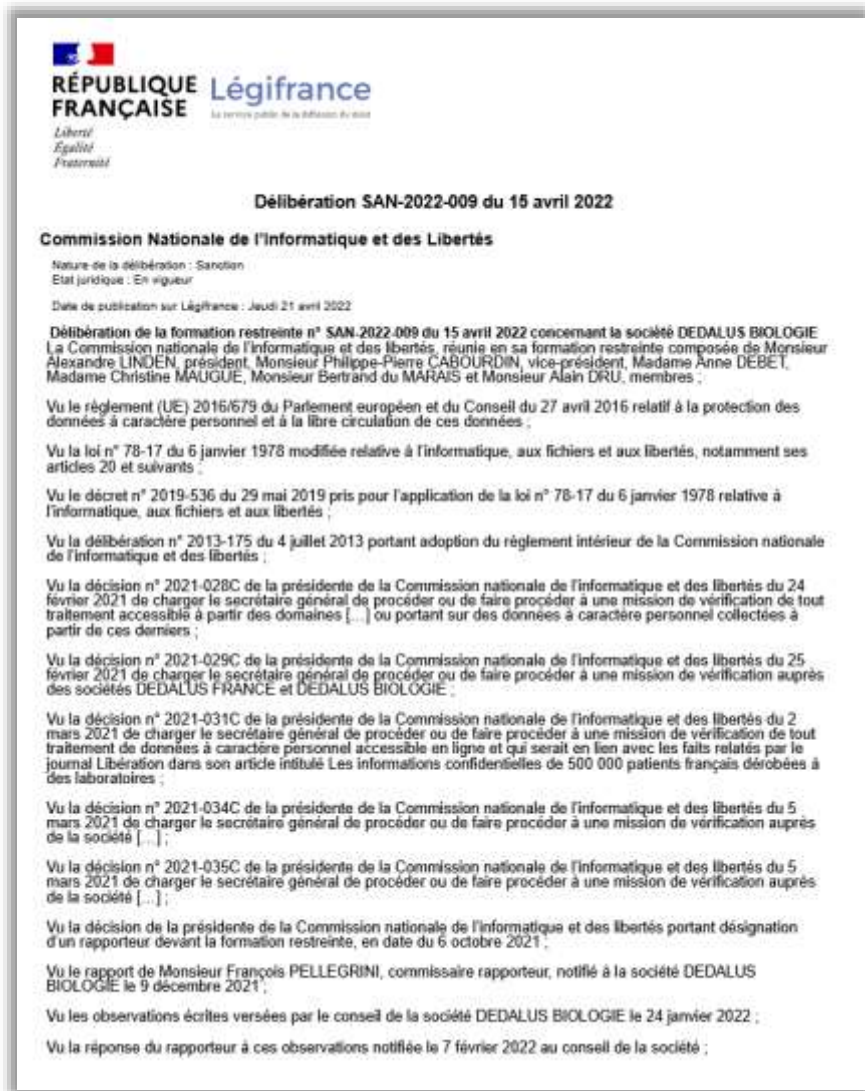 RÉPUBLIQUE
FRANÇAISE
Liberté
Égalité
Fraternité
Légifrance
Le service public de la diffusion du droit
Délibération SAN-2022-009 du 15 avril 2022
Commission Nationale de l'Informatique et des Libertés
Nature de la délibération : Sanction
Etat juridique : En vigueur
Date de publication sur Légifrance : Jeudi 21 avril 2022
Délibération de la formation restreinte n° SAN-2022-009 du 15 avril 2022 concernant la société DEDALUS BIOLOGIE
La Commission nationale de l'informatique et des libertés, réunie en sa formation restreinte composée de Monsieur
Alexandre LINDEN, président, Monsieur Philippe-Pierre CABOURDIN, vice-président, Madame Anne DEBET,
Madame Christine MAUGUE, Monsieur Bertrand du MARAIS et Monsieur Alain DRU, membres ;
Vu le règlement (UE) 2016/679 du Parlement européen et du Conseil du 27 avril 2016 relatif à la protection des
données à caractère personnel et à la libre circulation de ces données ;
Vu la loi n° 78-17 du 6 janvier 1978 modifiée relative à l'informatique, aux fichiers et aux libertés, notamment ses
articles 20 et suivants ;
Vu le décret n° 2019-536 du 29 mai 2019 pris pour l'application de la loi n° 78-17 du 6 janvier 1978 relative à
l'informatique, aux fichiers et aux libertés ;
Vu la délibération n° 2013-175 du 4 juillet 2013 portant adoption du règlement intérieur de la Commission nationale
de l'informatique et des libertés ;
Vu la décision n° 2021-028C de la présidente de la Commission nationale de l'informatique et des libertés du 24
février 2021 de charger le secrétaire général de procéder ou de faire procéder à une mission de vérification de tout
traitement accessible à partir des domaines [...] ou portant sur des données à caractère personnel collectées à
partir de ces derniers ;
Vu la décision n° 2021-029C de la présidente de la Commission nationale de l'informatique et des libertés du 25
février 2021 de charger le secrétaire général de procéder ou de faire procéder à une mission de vérification auprès
des sociétés DEDALUS FRANCE et DEDALUS BIOLOGIE ;
Vu la décision n° 2021-031C de la présidente de la Commission nationale de l'informatique et des libertés du 2
mars 2021 de charger le secrétaire général de procéder ou de faire procéder à une mission de vérification de tout
traitement de données à caractère personnel accessible en ligne et qui serait en lien avec les faits relatés par le
journal Libération dans son article intitulé Les informations confidentielles de 500 000 patients français dérobées à
des laboratoires ;
Vu la décision n° 2021-034C de la présidente de la Commission nationale de l'informatique et des libertés du 5
mars 2021 de charger le secrétaire général de procéder ou de faire procéder à une mission de vérification auprès
de la société [...] ;
Vu la décision n° 2021-035C de la présidente de la Commission nationale de l'informatique et des libertés du 5
mars 2021 de charger le secrétaire général de procéder ou de faire procéder à une mission de vérification auprès
de la société [...] ;
Vu la décision de la présidente de la Commission nationale de l'informatique et des libertés portant désignation
d'un rapporteur devant la formation restreinte, en date du 6 octobre 2021 ;
Vu le rapport de Monsieur François PELLEGRINI, commissaire rapporteur, notifié à la société DEDALUS
BIOLOGIE le 9 décembre 2021 ;
Vu les observations écrites versées par le conseil de la société DEDALUS BIOLOGIE le 24 janvier 2022 ;
Vu la réponse du rapporteur à ces observations notifiée le 7 février 2022 au conseil de la société ;